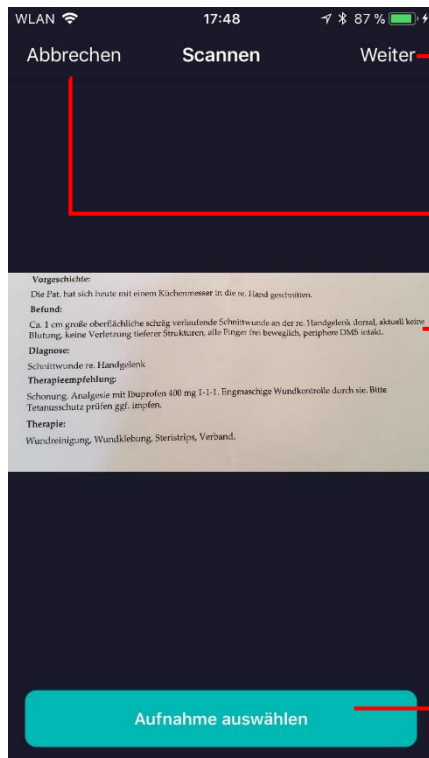 WLAN 17:48 87 %
Abbrechen Scannen Weiter
Vorgeschichte:
Die Pat. hat sich heute mit einem Küchenmesser in die re. Hand geschnitten.
Befund:
Ca. 1 cm große oberflächliche schräg verlaufende Schnittwunde an der re. Handgelenk dorsal, aktuell keine
Blutung, keine Verletzung tieferer Strukturen, alle Finger frei beweglich, periphere DMS intakt.
Diagnose:
Schnittwunde re. Handgelenk
Therapieempfehlung:
Schonung. Analgesie mit Ibuprofen 400 mg 1-1-1. Engmaschige Wundkontrolle durch sie. Bitte
Tetanusschutz prüfen ggf. impfen.
Therapie:
Wundreinigung, Wundklebung, Steristrips, Verband.
Aufnahme auswählen